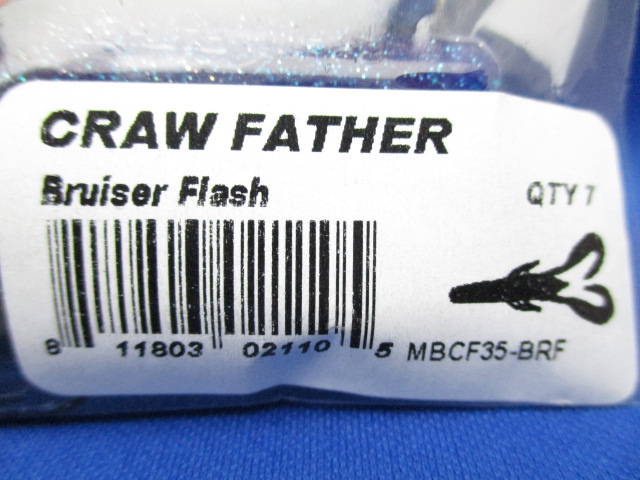 CRAW FATHER
Bruiser Flash QTY 7
8 11803 02110 5 MBCF35-BRF